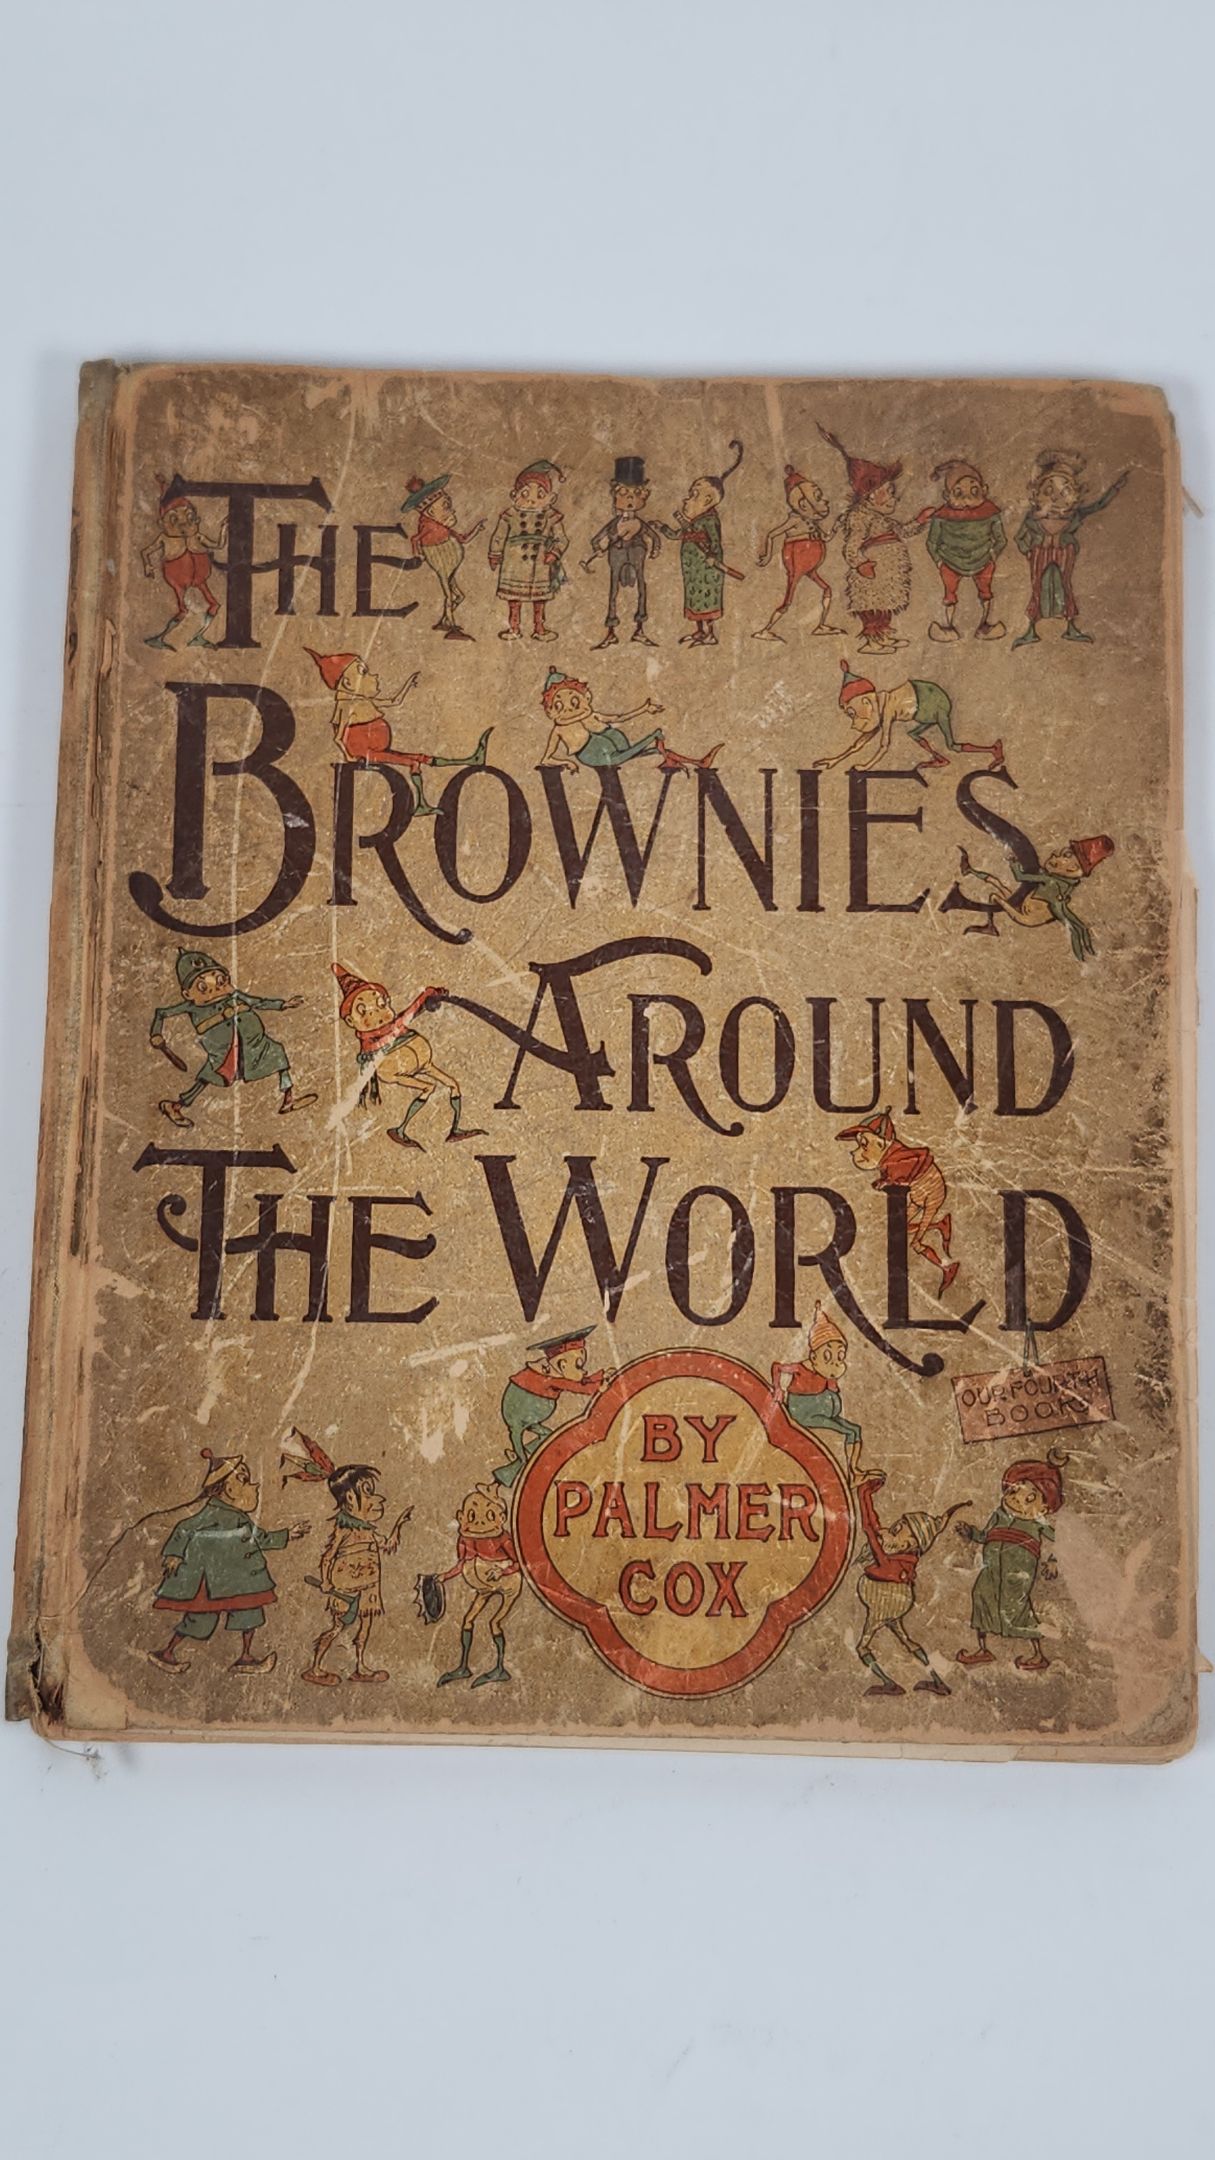 THE
BROWNIES
AROUND
THE WORLD
OUR FOURTH
BOOK
BY
PALMER
COX